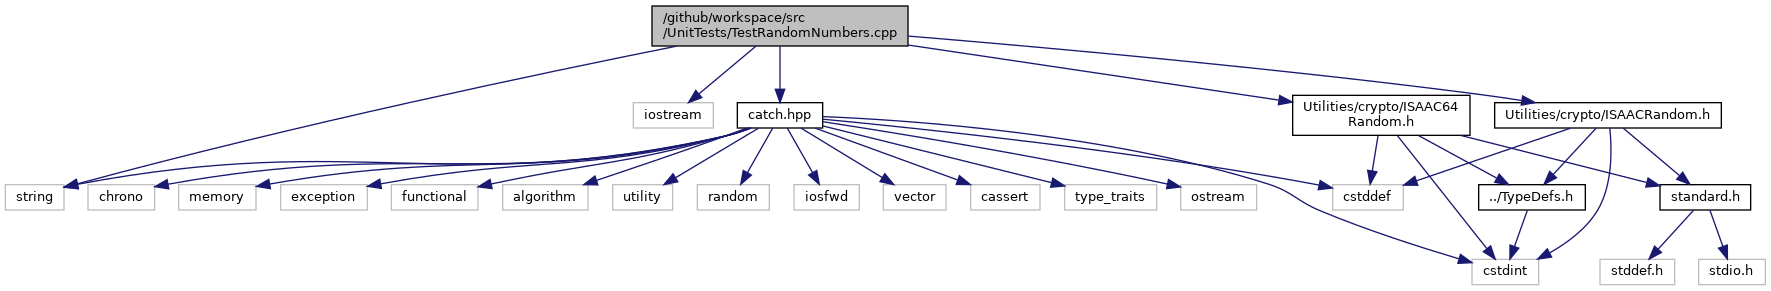 /github/workspace/src
/UnitTests/TestRandomNumbers.cpp
iostream
catch.hpp
Utilities/crypto/ISAAC64
Random.h
Utilities/crypto/ISAACRandom.h
string
chrono
memory
exception
functional
algorithm
utility
random
iosfwd
vector
cassert
type_traits
ostream
cstddef
../TypeDefs.h
standard.h
cstdint
stddef.h
stdio.h